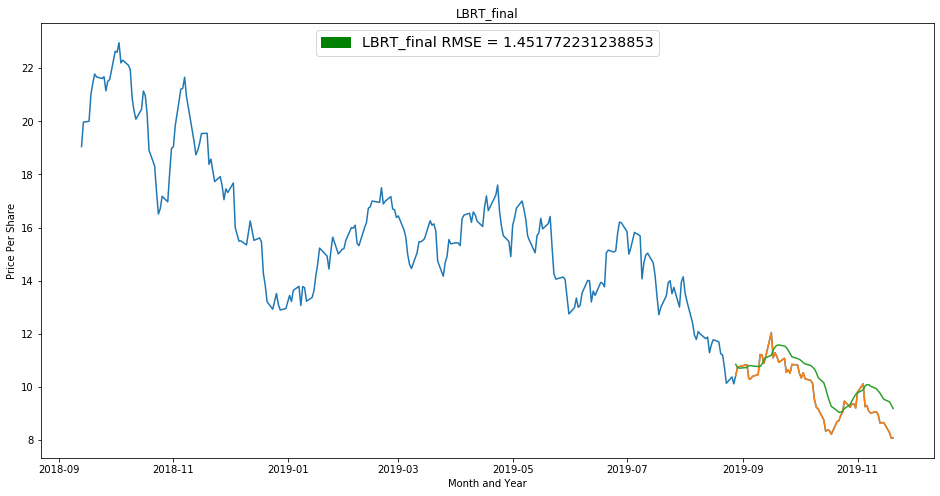 LBRT_final
LBRT_final RMSE = 1.451772231238853
22
20
18
16
14
12
10
8
Price Per Share
2018-09 2018-11 2019-01 2019-03 2019-05 2019-07 2019-09 2019-11
Month and Year